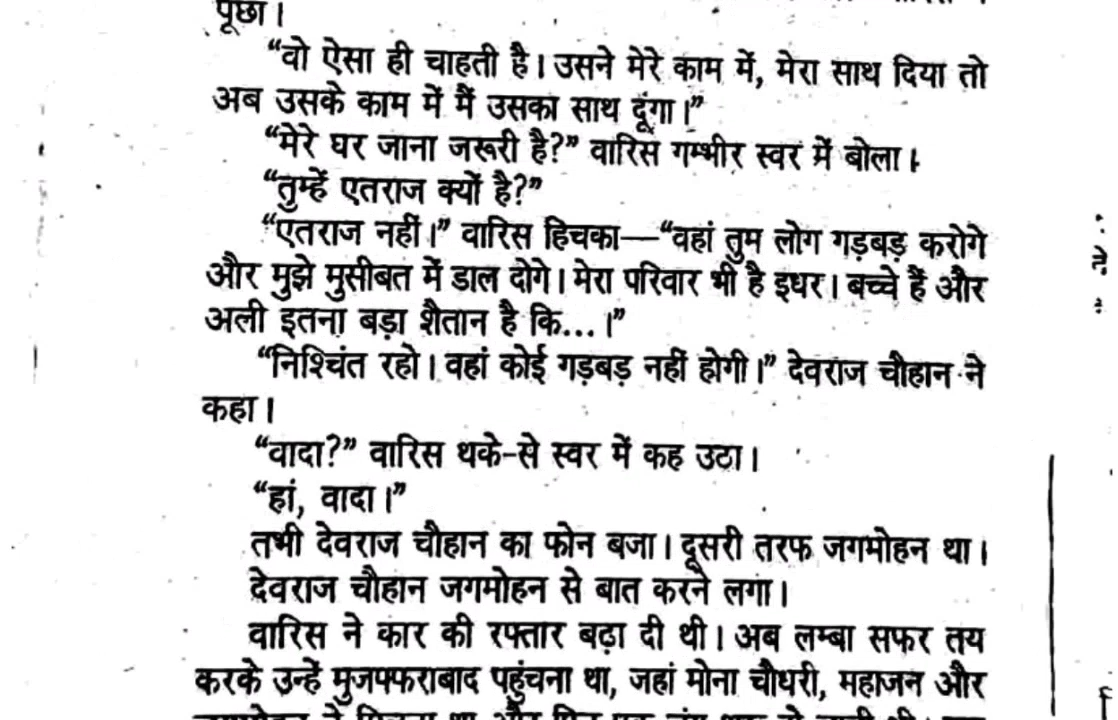 पूछा।
“वो ऐसा ही चाहती है। उसने मेरे काम में, मेरा साथ दिया तो
अब उसके काम में मैं उसका साथ दूंगा।”
“मेरे घर जाना जरूरी है?” वारिस गम्भीर स्वर में बोला।
“तुम्हें एतराज क्यों है?”
“एतराज नहीं।” वारिस हिचका—“वहां तुम लोग गड़बड़ करोगे
और मुझे मुसीबत में डाल दोगे। मेरा परिवार भी है इधर। बच्चे हैं और
अली इतना बड़ा शैतान है कि...।”
“निश्चिंत रहो। वहां कोई गड़बड़ नहीं होगी।” देवराज चौहान ने
कहा।
“वादा?” वारिस थके-से स्वर में कह उठा।
“हां, वादा।”
तभी देवराज चौहान का फोन बजा। दूसरी तरफ जगमोहन था।
देवराज चौहान जगमोहन से बात करने लगा।
वारिस ने कार की रफ्तार बढ़ा दी थी। अब लम्बा सफर तय
करके उन्हें मुजफ्फराबाद पहुंचना था, जहां मोना चौधरी, महाजन और